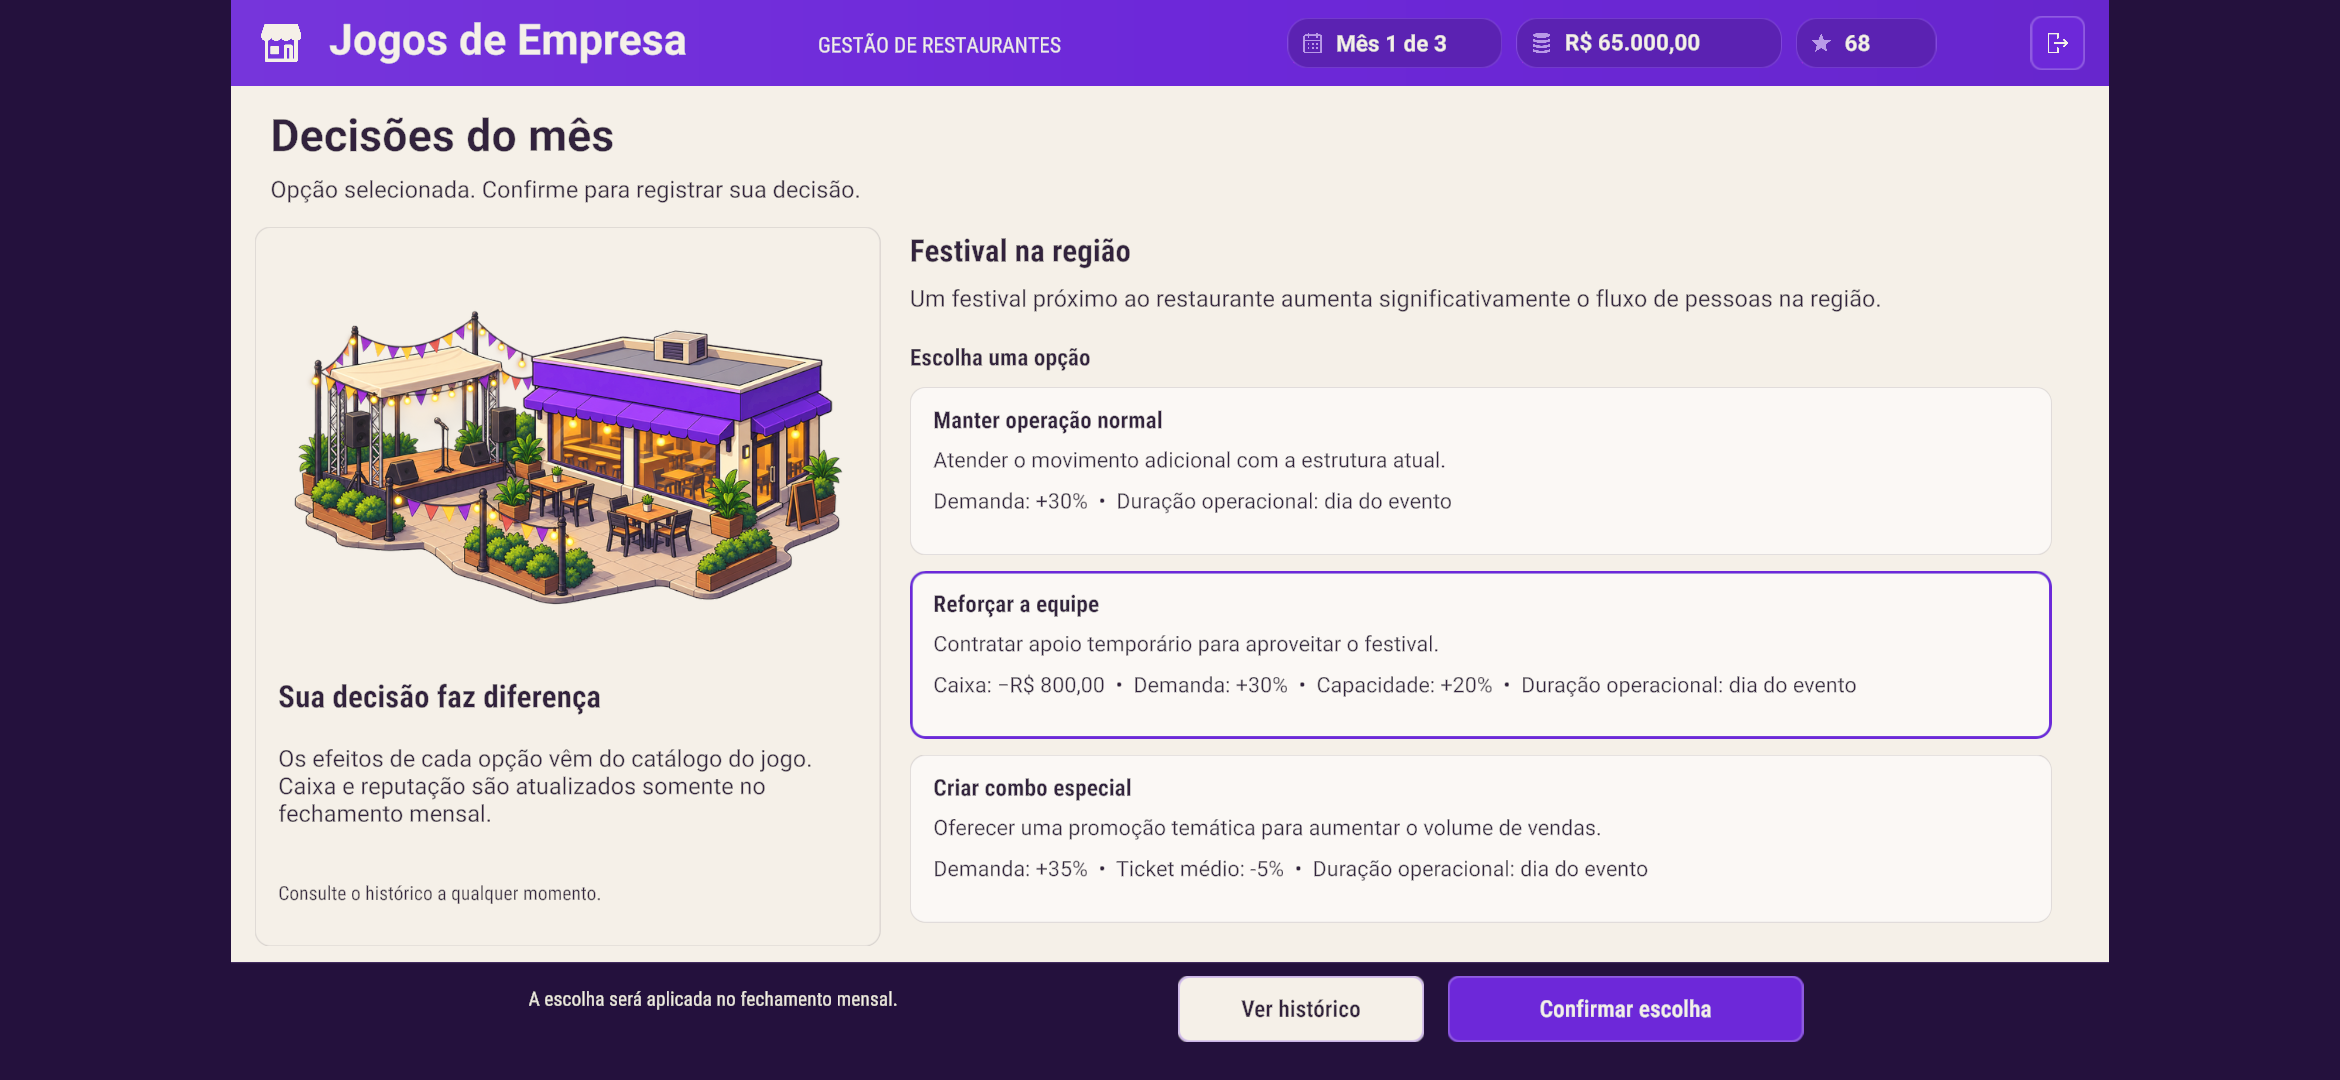 Jogos de Empresa
GESTÃO DE RESTAURANTES
Mês 1 de 3
R$ 65.000,00
68
Decisões do mês
Opção selecionada. Confirme para registrar sua decisão.
Sua decisão faz diferença
Os efeitos de cada opção vêm do catálogo do jogo.
Caixa e reputação são atualizados somente no
fechamento mensal.
Consulte o histórico a qualquer momento.
Festival na região
Um festival próximo ao restaurante aumenta significativamente o fluxo de pessoas na região.
Escolha uma opção
Manter operação normal
Atender o movimento adicional com a estrutura atual.
Demanda: +30% • Duração operacional: dia do evento
Reforçar a equipe
Contratar apoio temporário para aproveitar o festival.
Caixa: −R$ 800,00 • Demanda: +30% • Capacidade: +20% • Duração operacional: dia do evento
Criar combo especial
Oferecer uma promoção temática para aumentar o volume de vendas.
Demanda: +35% • Ticket médio: -5% • Duração operacional: dia do evento
A escolha será aplicada no fechamento mensal.
Ver histórico
Confirmar escolha